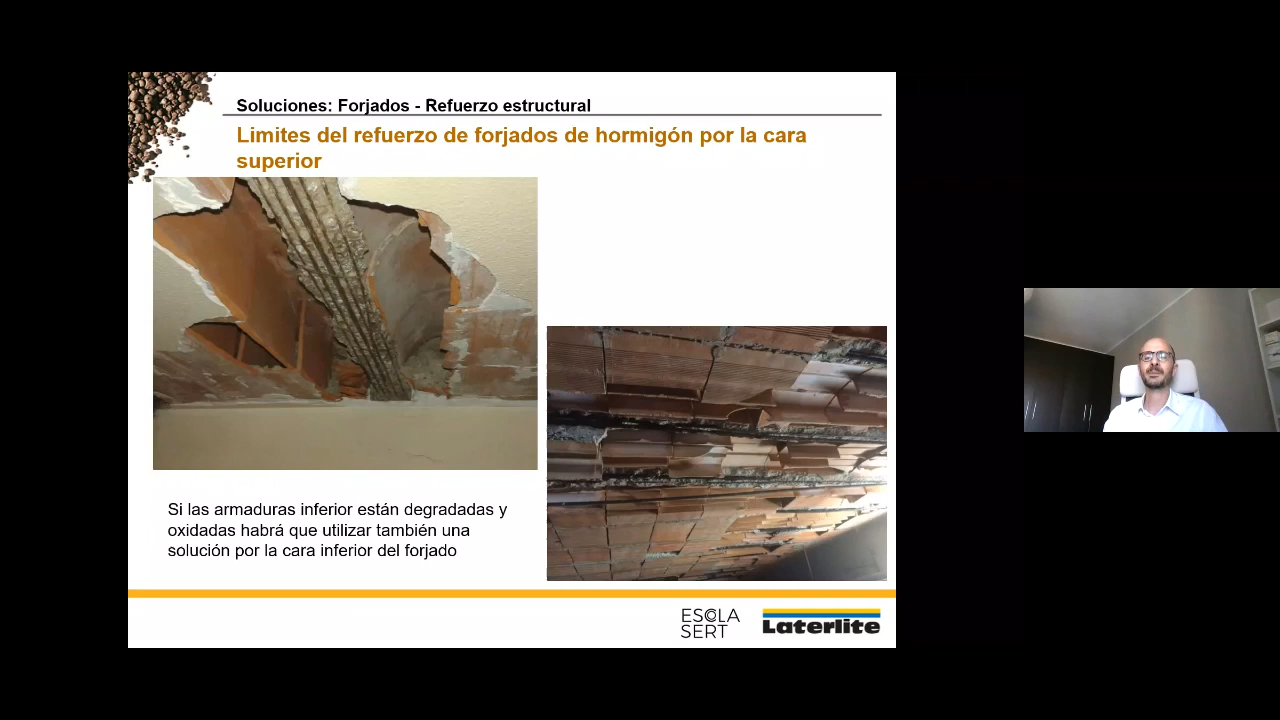 Soluciones: Forjados - Refuerzo estructural
Limites del refuerzo de forjados de hormigón por la cara
superior
Si las armaduras inferior están degradadas y
oxidadas habrá que utilizar también una
solución por la cara inferior del forjado
ESCOLA
SERT
Laterlite